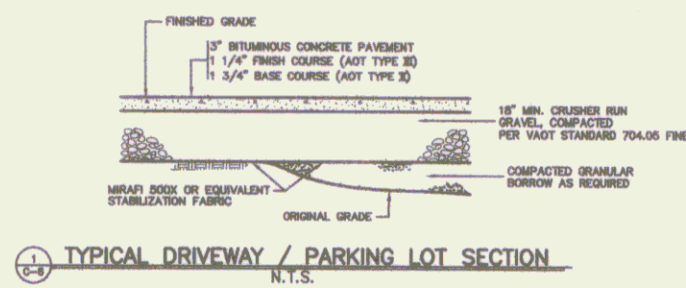 FINISHED GRADE
3" BITUMINOUS CONCRETE PAVEMENT
1 1/4" FINISH COURSE (AOT TYPE III)
1 3/4" BASE COURSE (AOT TYPE II)
18" MIN. CRUSHER RUN
GRAVEL, COMPACTED
PER VAOT STANDARD 704.05 FINE
COMPACTED GRANULAR
BORROW AS REQUIRED
MIRAFI 500X OR EQUIVALENT
STABILIZATION FABRIC
ORIGINAL GRADE
1
C-6
TYPICAL DRIVEWAY / PARKING LOT SECTION
N.T.S.